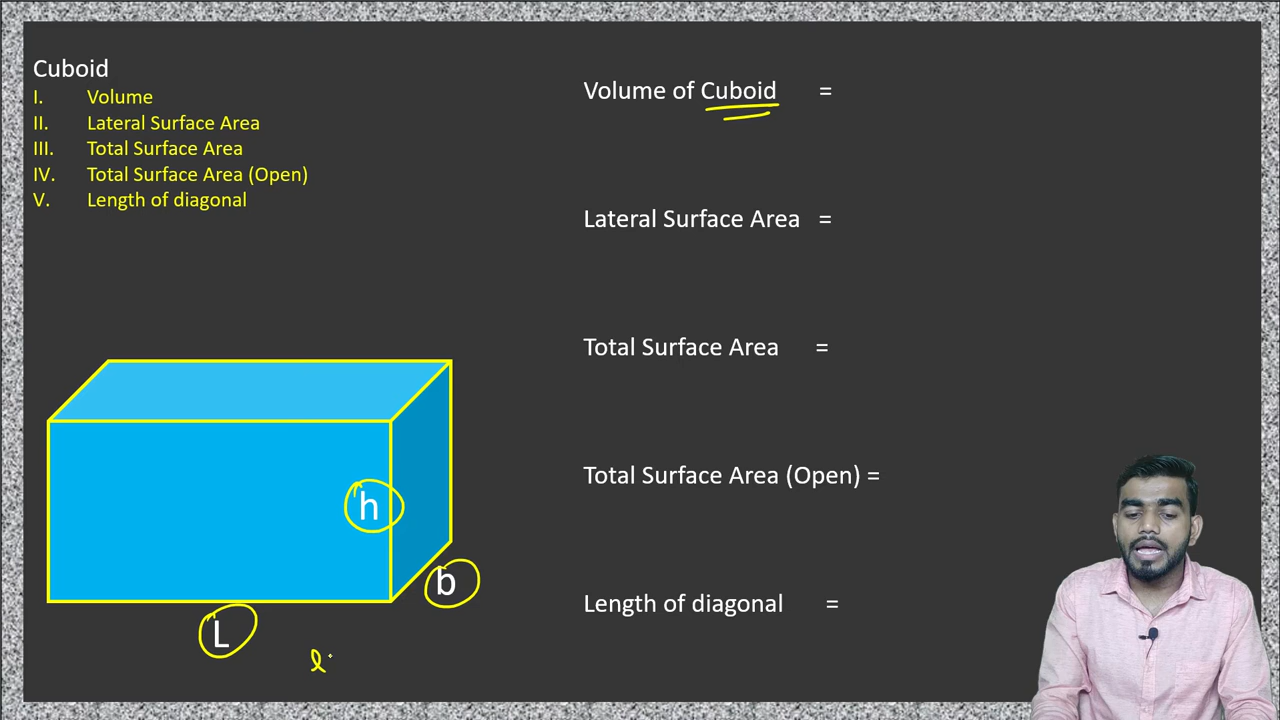 Cuboid
I. Volume
II. Lateral Surface Area
III. Total Surface Area
IV. Total Surface Area (Open)
V. Length of diagonal
Volume of Cuboid =
Lateral Surface Area =
Total Surface Area =
Total Surface Area (Open) =
Length of diagonal =
h
b
L
l